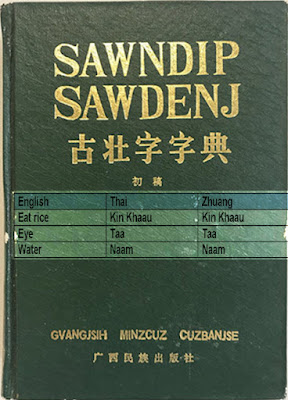 SAWNDIP
SAWDENJ
古壮字字典
初稿
English Thai Zhuang
Eat rice Kin Khaau Kin Khaau
Eye Taa Taa
Water Naam Naam
GVANGJSIH MINZCUZ CUZBANJSE
广西民族出版社